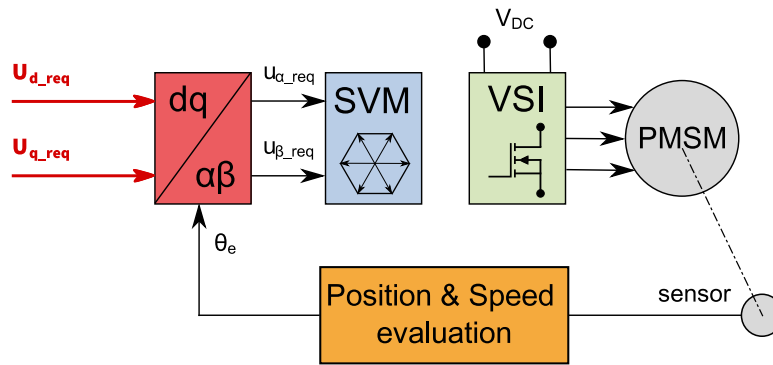 V_DC
U_d_req
u_α_req
dq
SVM
VSI
U_q_req
u_β_req
PMSM
αβ
θ_e
Position & Speed
evaluation
sensor